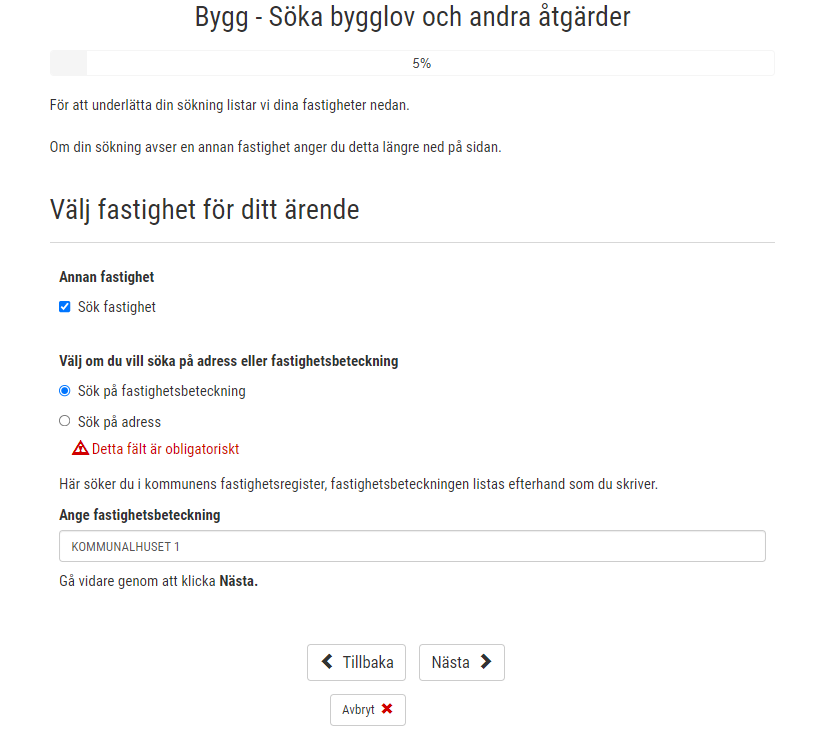 Bygg - Söka bygglov och andra åtgärder
5%
För att underlätta din sökning listar vi dina fastigheter nedan.
Om din sökning avser en annan fastighet anger du detta längre ned på sidan.
Välj fastighet för ditt ärende
Annan fastighet
Sök fastighet
Välj om du vill söka på adress eller fastighetsbeteckning
Sök på fastighetsbeteckning
Sök på adress
Detta fält är obligatoriskt
Här söker du i kommunens fastighetsregister, fastighetsbeteckningen listas efterhand som du skriver.
Ange fastighetsbeteckning
KOMMUNALHUSET 1
Gå vidare genom att klicka Nästa.
Tillbaka Nästa
Avbryt